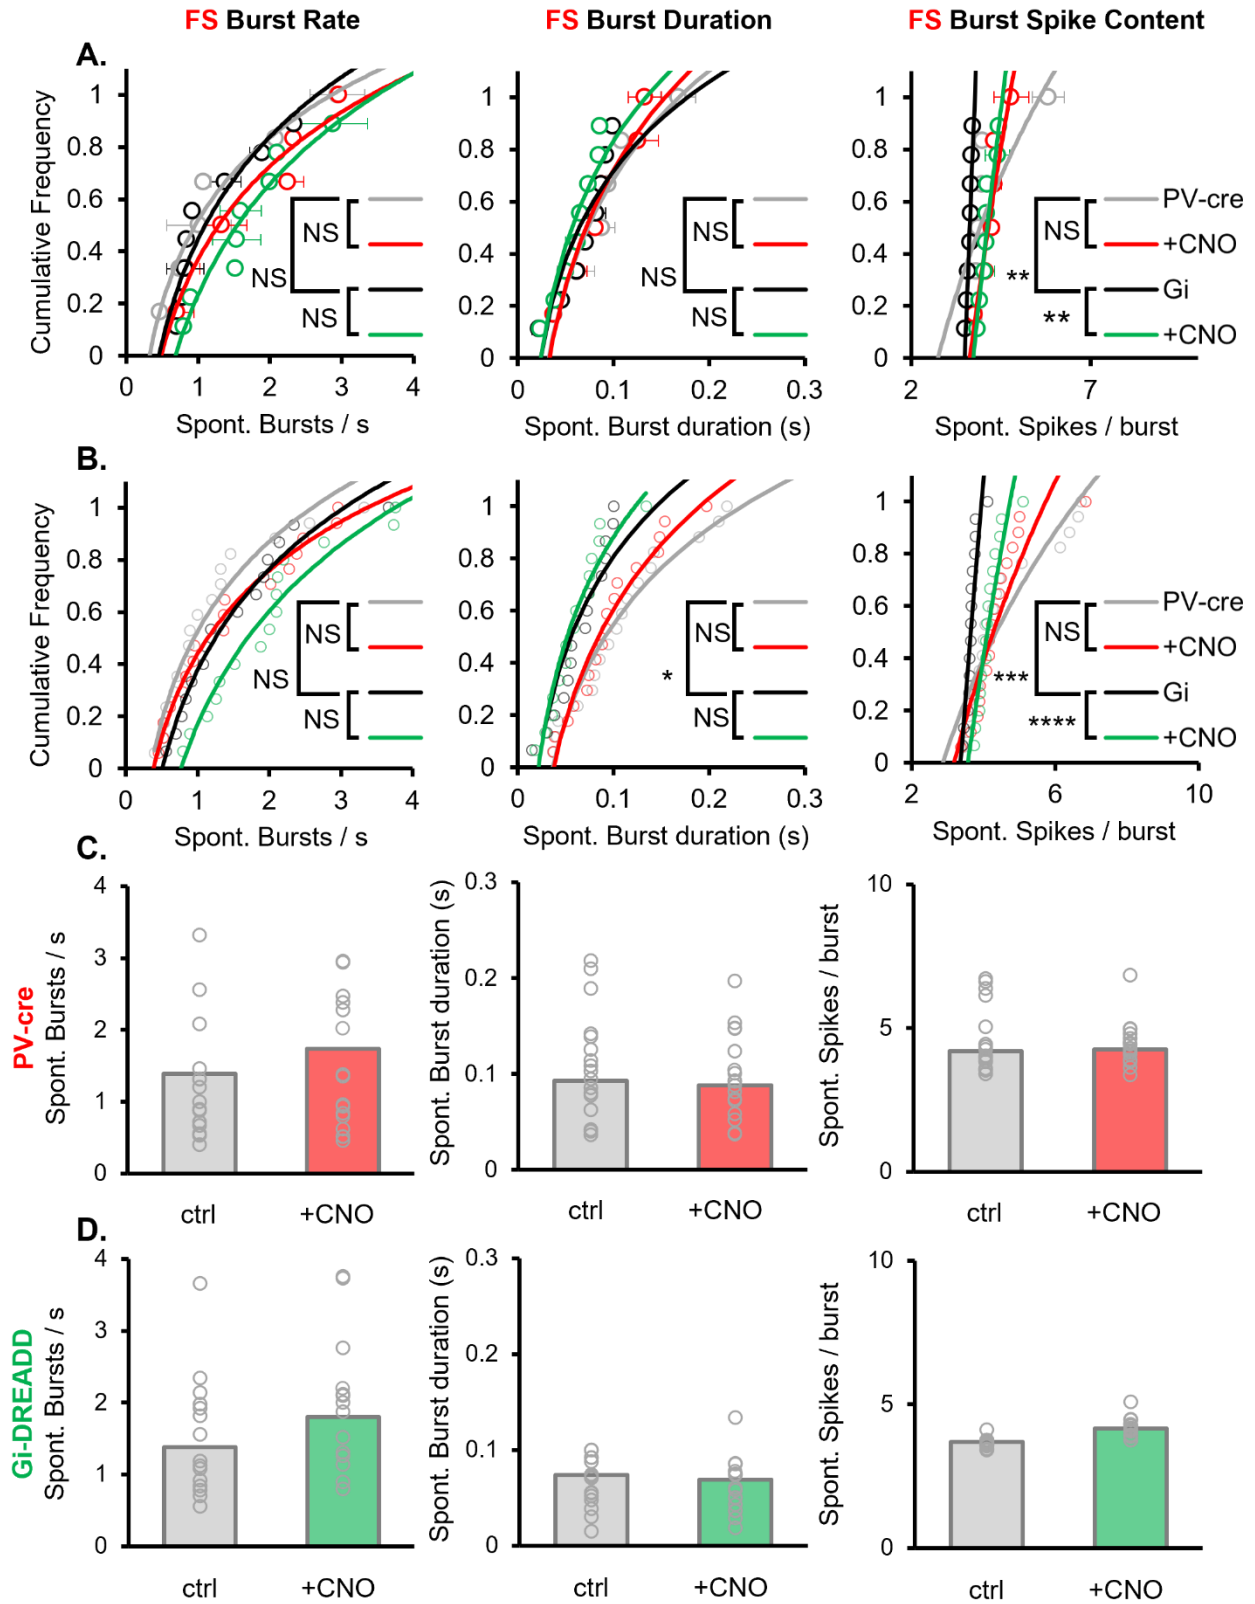 FS Burst Rate
FS Burst Duration
FS Burst Spike Content
A.
Cumulative Frequency
1
0.8
0.6
0.4
0.2
0
0 1 2 3 4
Spont. Bursts / s
NS
NS
NS
1
0.8
0.6
0.4
0.2
0
0 0.1 0.2 0.3
Spont. Burst duration (s)
NS
NS
NS
1
0.8
0.6
0.4
0.2
0
2 7
Spont. Spikes / burst
NS
**
**
PV-cre
+CNO
Gi
+CNO
B.
Cumulative Frequency
1
0.8
0.6
0.4
0.2
0
0 1 2 3 4
Spont. Bursts / s
NS
NS
NS
1
0.8
0.6
0.4
0.2
0
0 0.1 0.2 0.3
Spont. Burst duration (s)
NS
*
NS
1
0.8
0.6
0.4
0.2
0
2 6 10
Spont. Spikes / burst
NS
***
****
PV-cre
+CNO
Gi
+CNO
C.
PV-cre
Spont. Bursts / s
4
3
2
1
0
ctrl +CNO
Spont. Burst duration (s)
0.3
0.2
0.1
0
ctrl +CNO
Spont. Spikes / burst
10
5
0
ctrl +CNO
D.
Gi-DREADD
Spont. Bursts / s
4
3
2
1
0
ctrl +CNO
Spont. Burst duration (s)
0.3
0.2
0.1
0
ctrl +CNO
Spont. Spikes / burst
10
5
0
ctrl +CNO